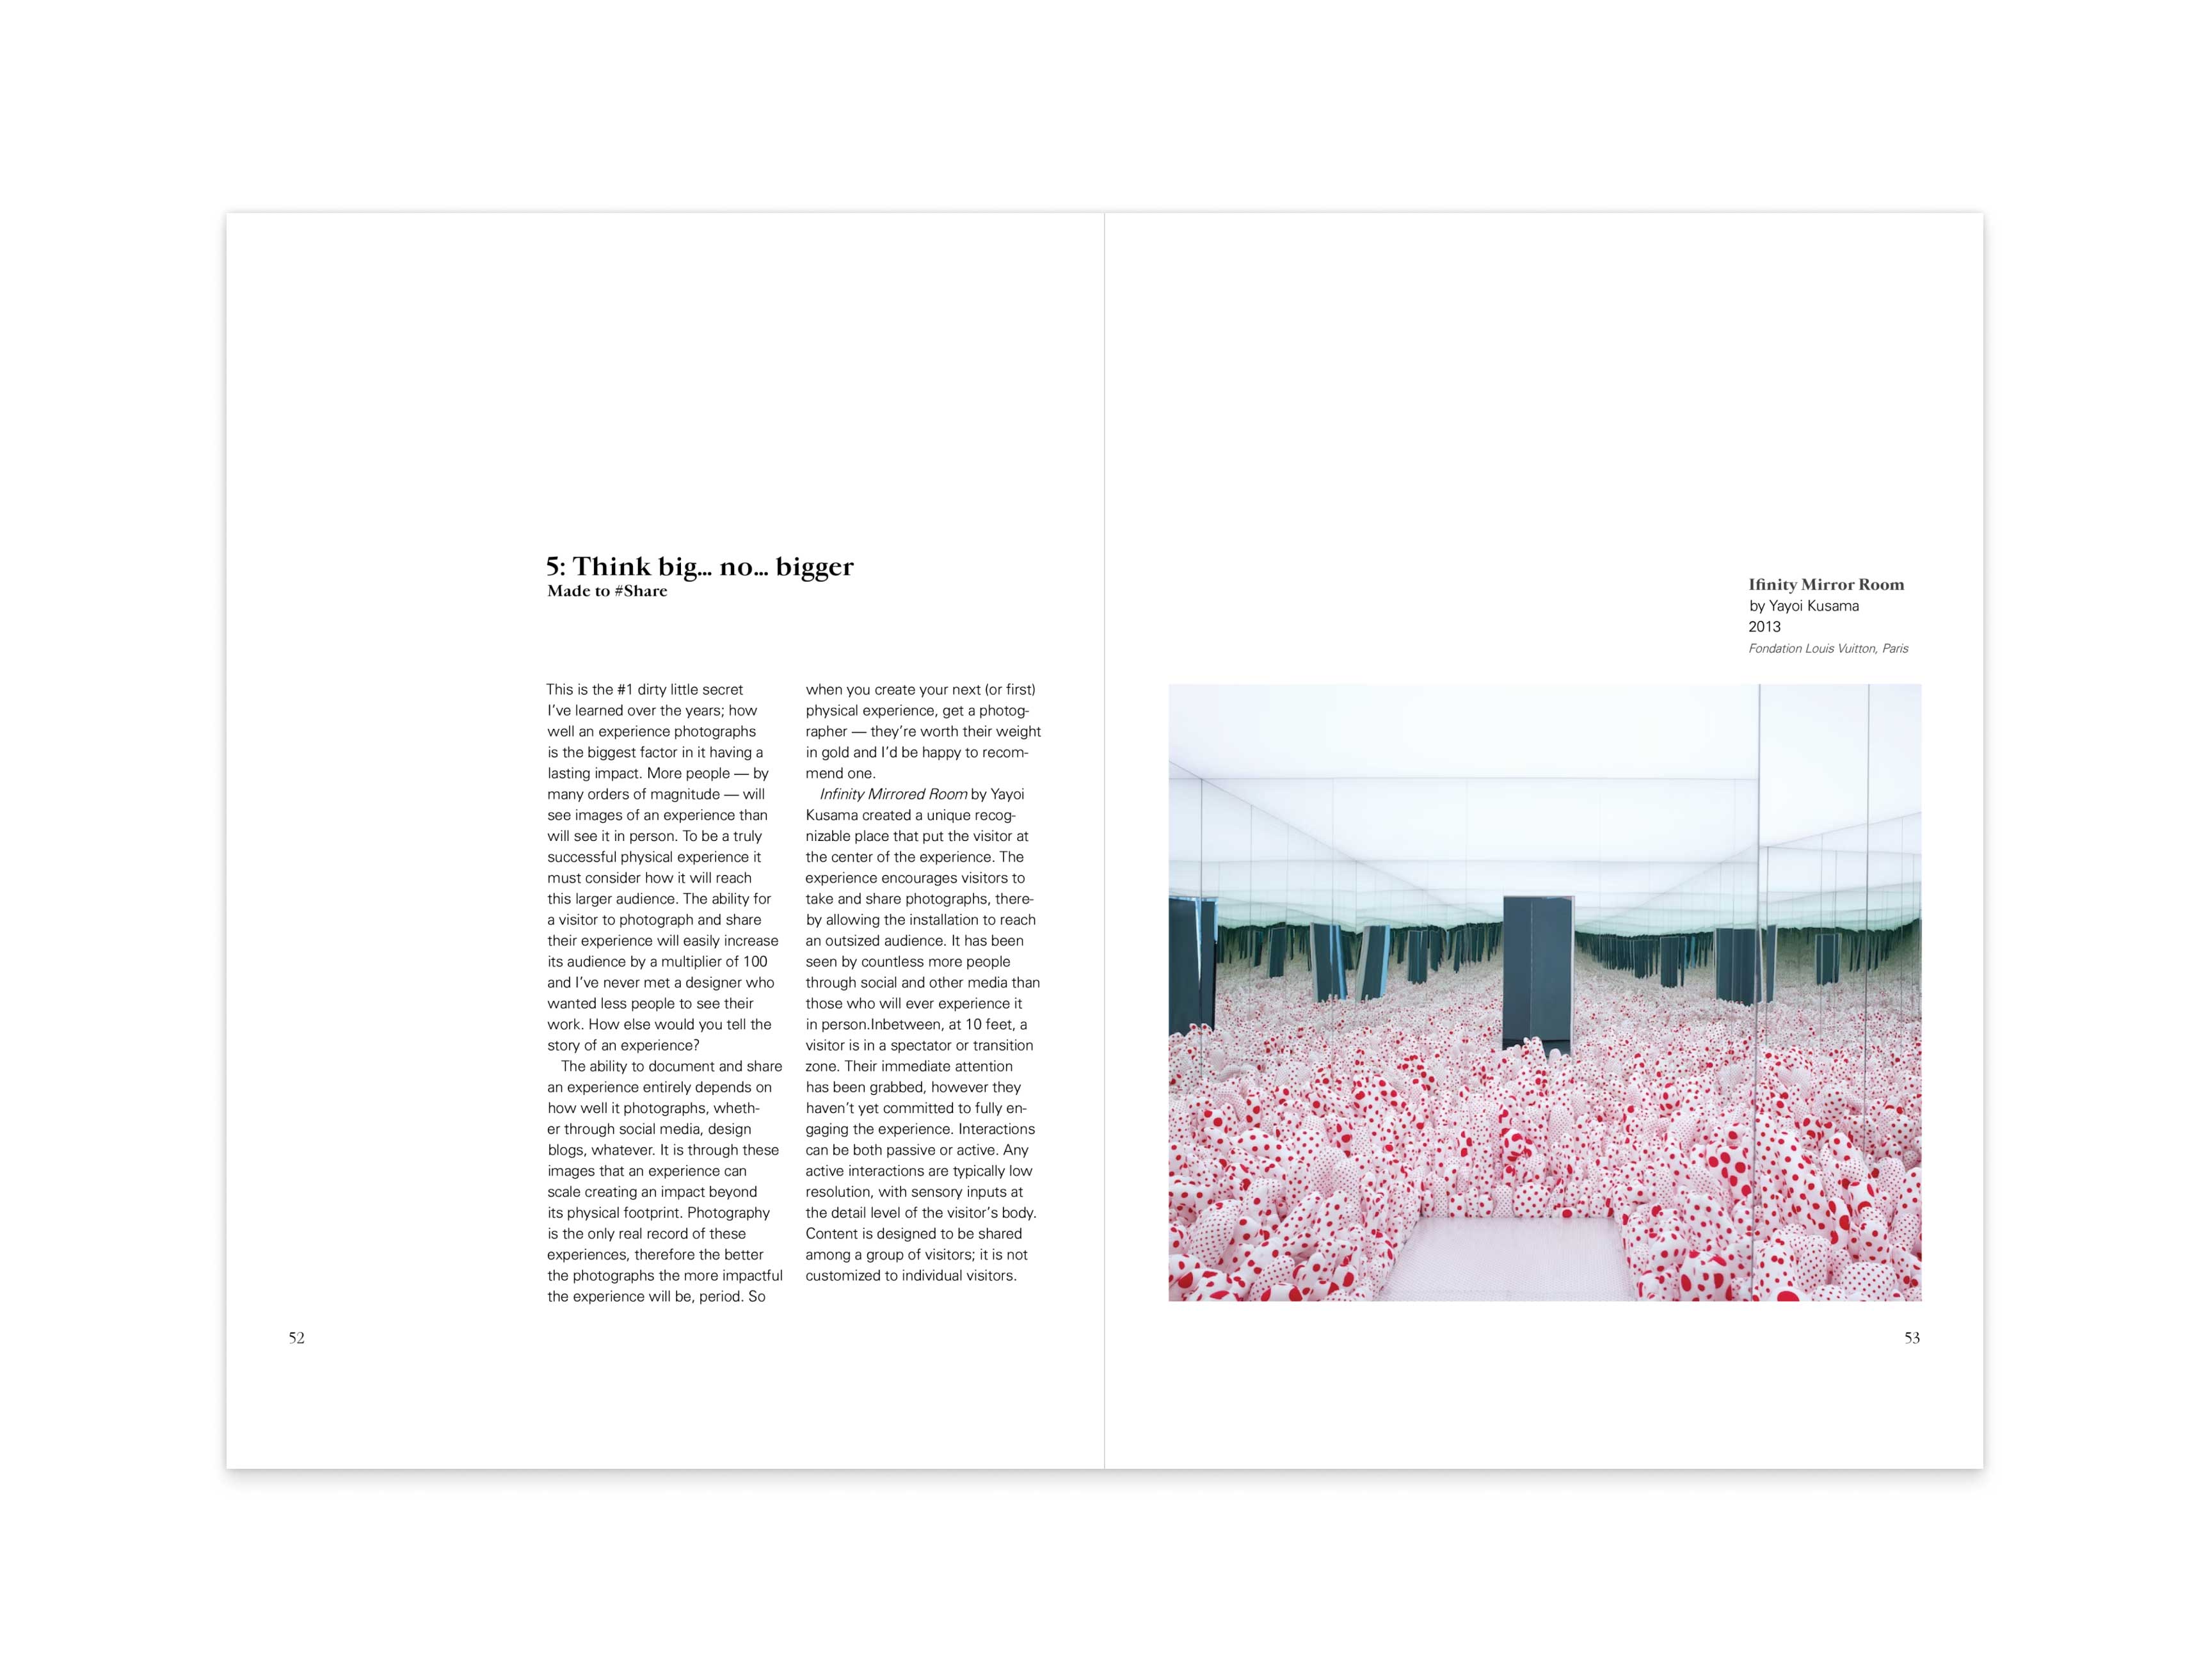 5: Think big... no... bigger
Made to #Share
This is the #1 dirty little secret
I've learned over the years; how
well an experience photographs
is the biggest factor in it having a
lasting impact. More people — by
many orders of magnitude — will
see images of an experience than
will see it in person. To be a truly
successful physical experience it
must consider how it will reach
this larger audience. The ability for
a visitor to photograph and share
their experience will easily increase
its audience by a multiplier of 100
and I've never met a designer who
wanted less people to see their
work. How else would you tell the
story of an experience?
The ability to document and share
an experience entirely depends on
how well it photographs, wheth-
er through social media, design
blogs, whatever. It is through these
images that an experience can
scale creating an impact beyond
its physical footprint. Photography
is the only real record of these
experiences, therefore the better
the photographs the more impactful
the experience will be, period. So
when you create your next (or first)
physical experience, get a photog-
rapher — they're worth their weight
in gold and I'd be happy to recom-
mend one.
Infinity Mirrored Room by Yayoi
Kusama created a unique recog-
nizable place that put the visitor at
the center of the experience. The
experience encourages visitors to
take and share photographs, there-
by allowing the installation to reach
an outsized audience. It has been
seen by countless more people
through social and other media than
those who will ever experience it
in person.Inbetween, at 10 feet, a
visitor is in a spectator or transition
zone. Their immediate attention
has been grabbed, however they
haven't yet committed to fully en-
gaging the experience. Interactions
can be both passive or active. Any
active interactions are typically low
resolution, with sensory inputs at
the detail level of the visitor's body.
Content is designed to be shared
among a group of visitors; it is not
customized to individual visitors.
52
Ifinity Mirror Room
by Yayoi Kusama
2013
Fondation Louis Vuitton, Paris
53